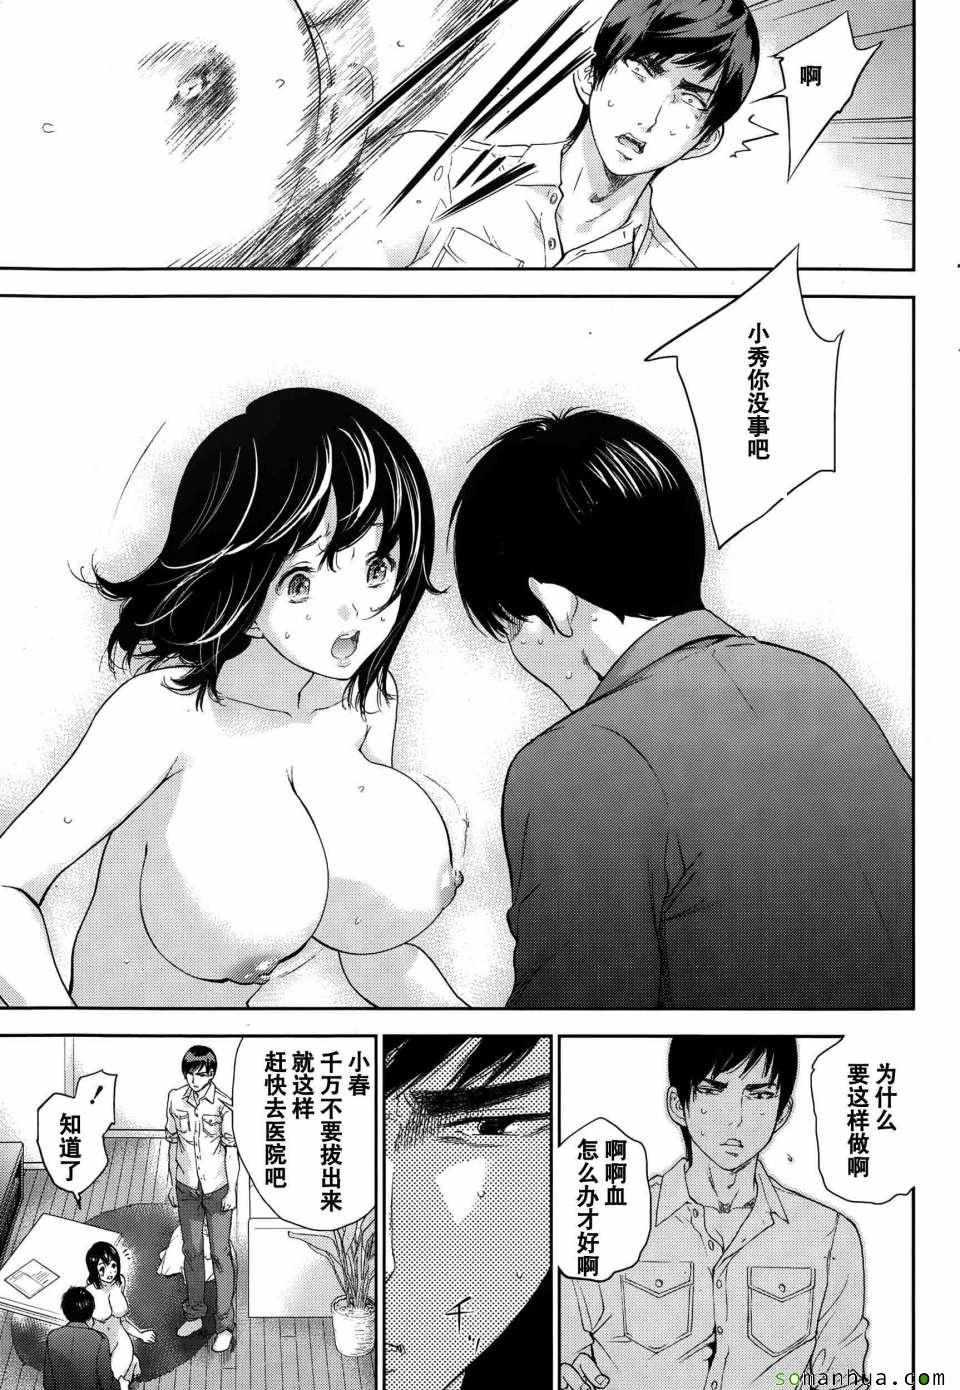 啊
小秀你没事吧
为什么
要这样做啊
啊啊血
怎么办才好啊
千
小春
千万不要拔出来
就这样
赶快去医院吧
！
知道了
somanhua.com